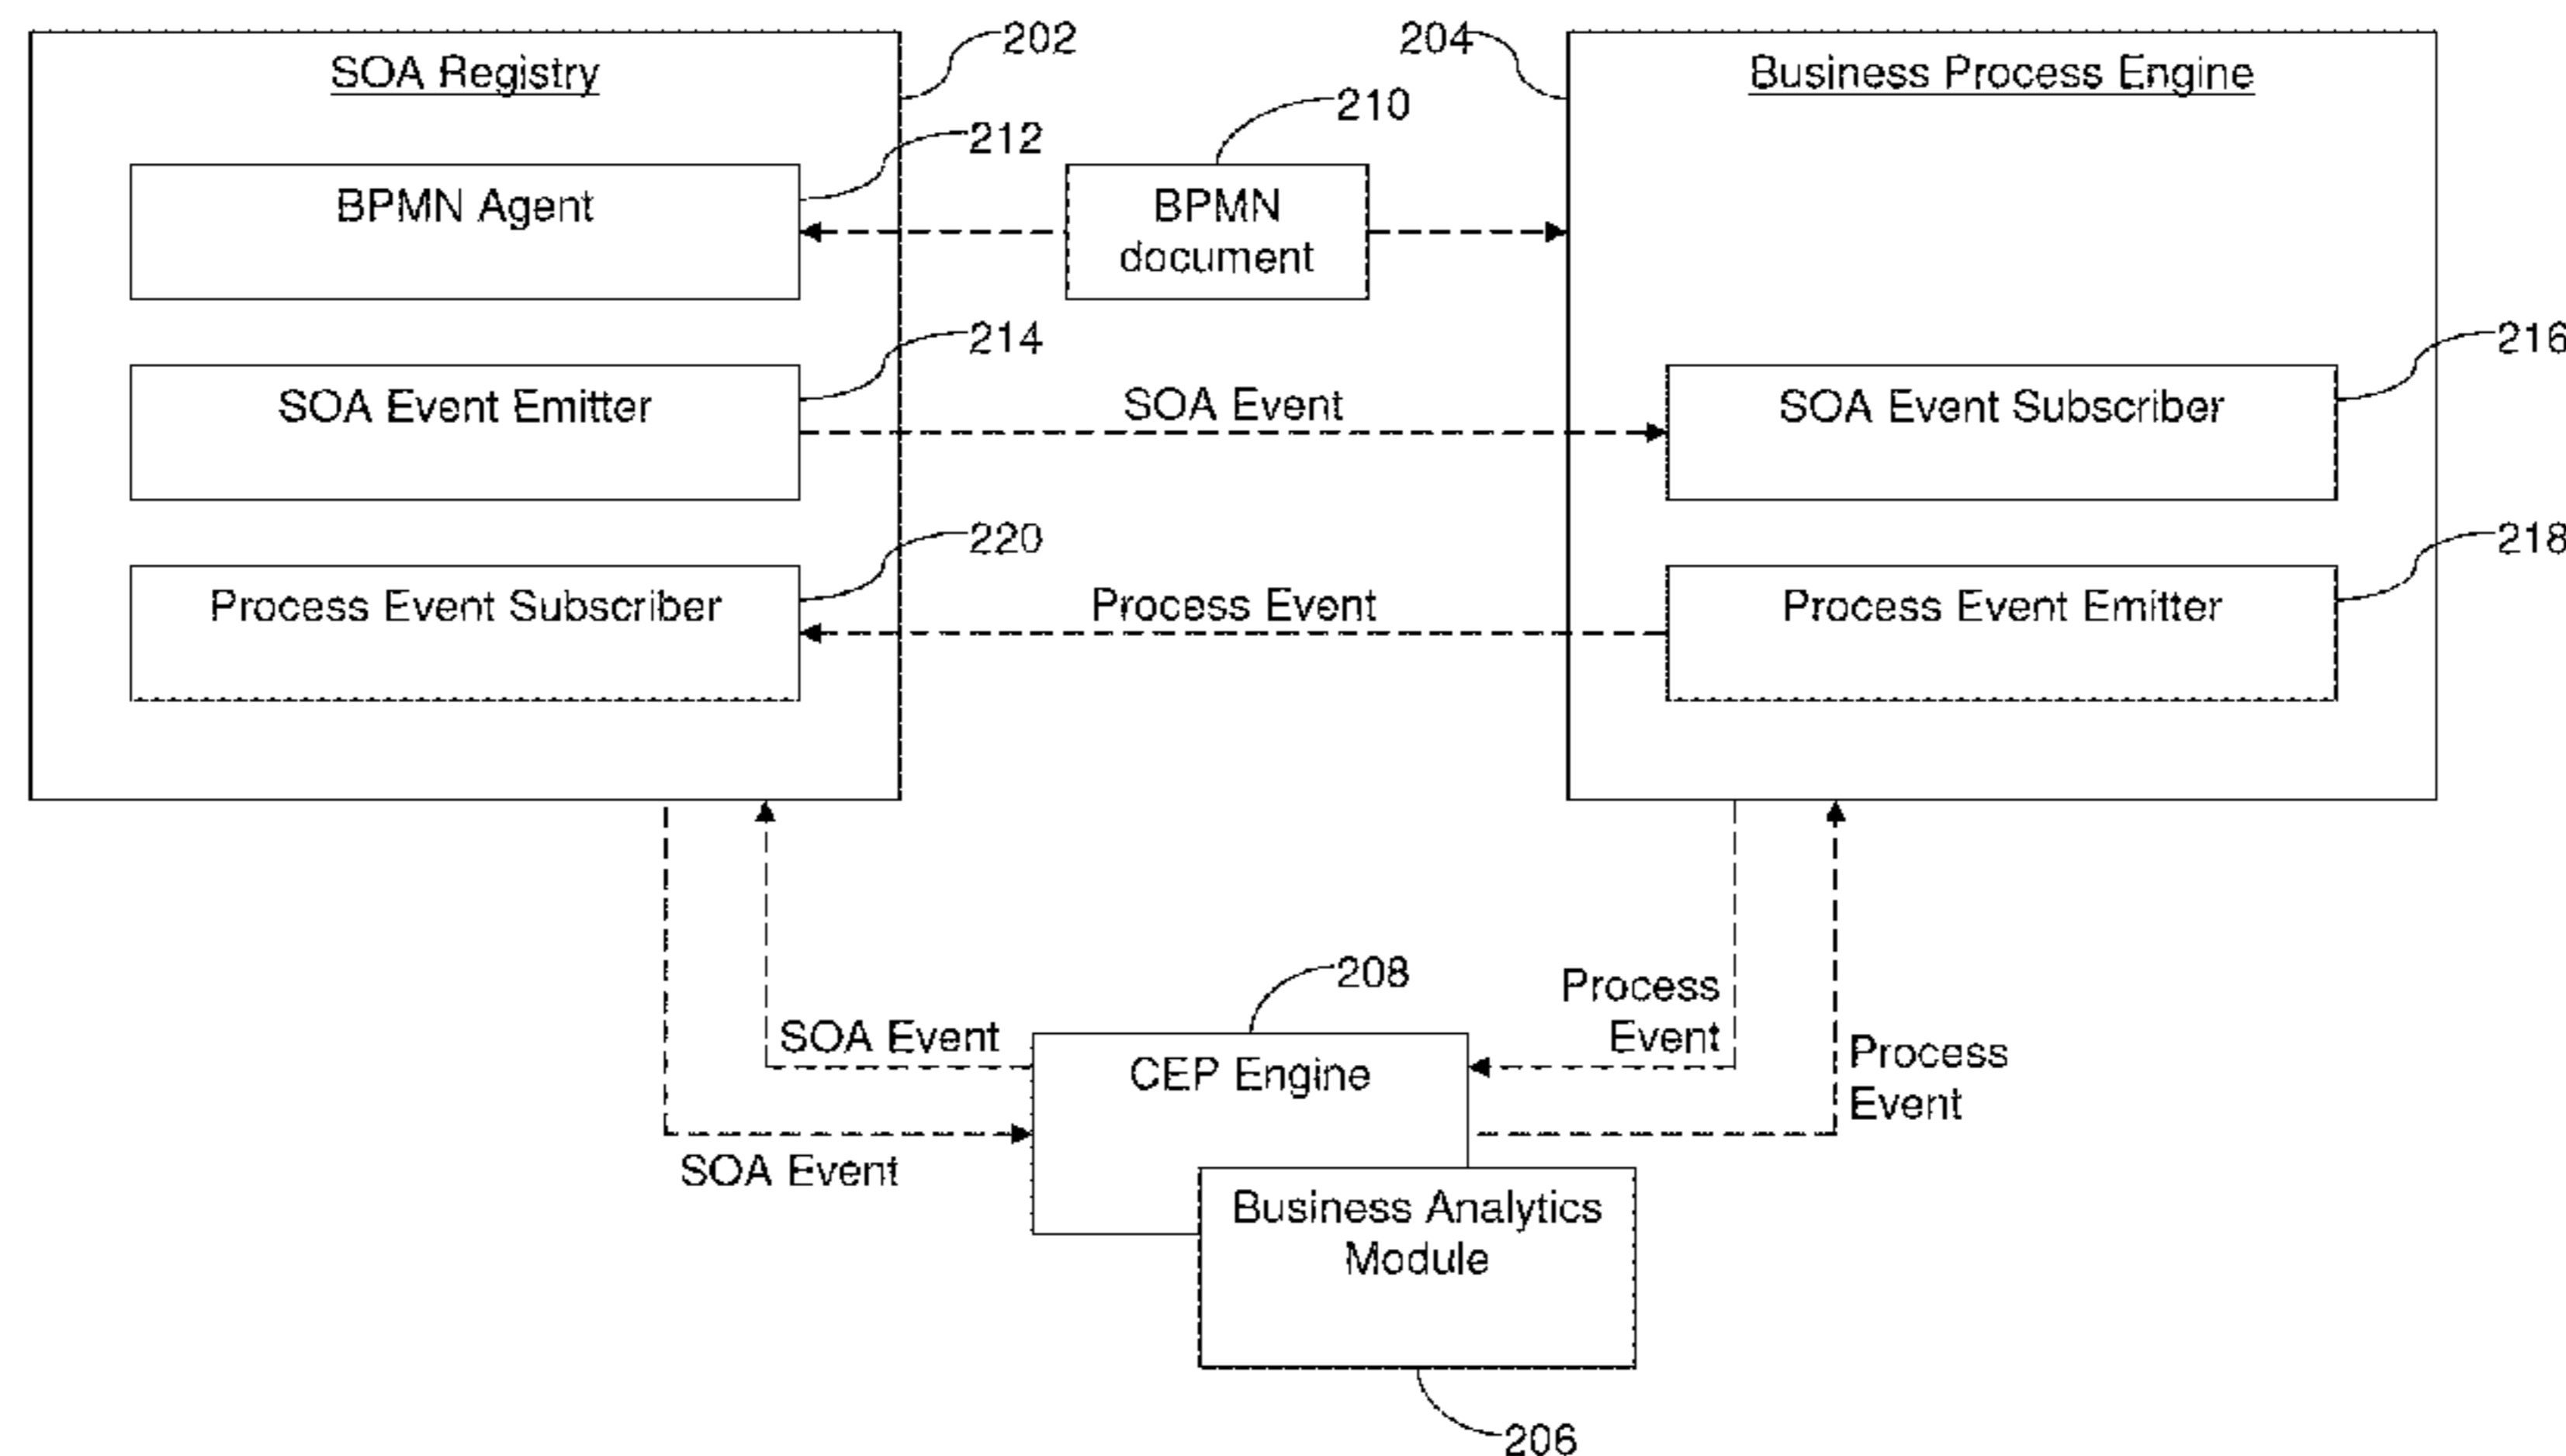 202
204
SOA Registry
Business Process Engine
210
212
BPMN Agent
BPMN
document
214
216
SOA Event Emitter
SOA Event
SOA Event Subscriber
220
218
Process Event Subscriber
Process Event
Process Event Emitter
208
Process
Event
SOA Event
Process
Event
CEP Engine
SOA Event
Business Analytics
Module
206